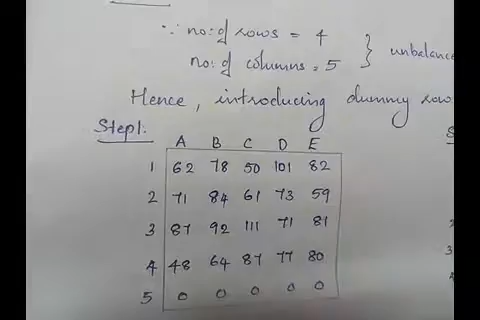 ∵ no: of rows = 4
no: of columns = 5 } unbalance
Hence, introducing dummy row
Step1:
A B C D E
1 62 78 50 101 82
2 71 84 61 73 59
3 87 92 111 71 81
4 48 64 87 77 80
5 0 0 0 0 0